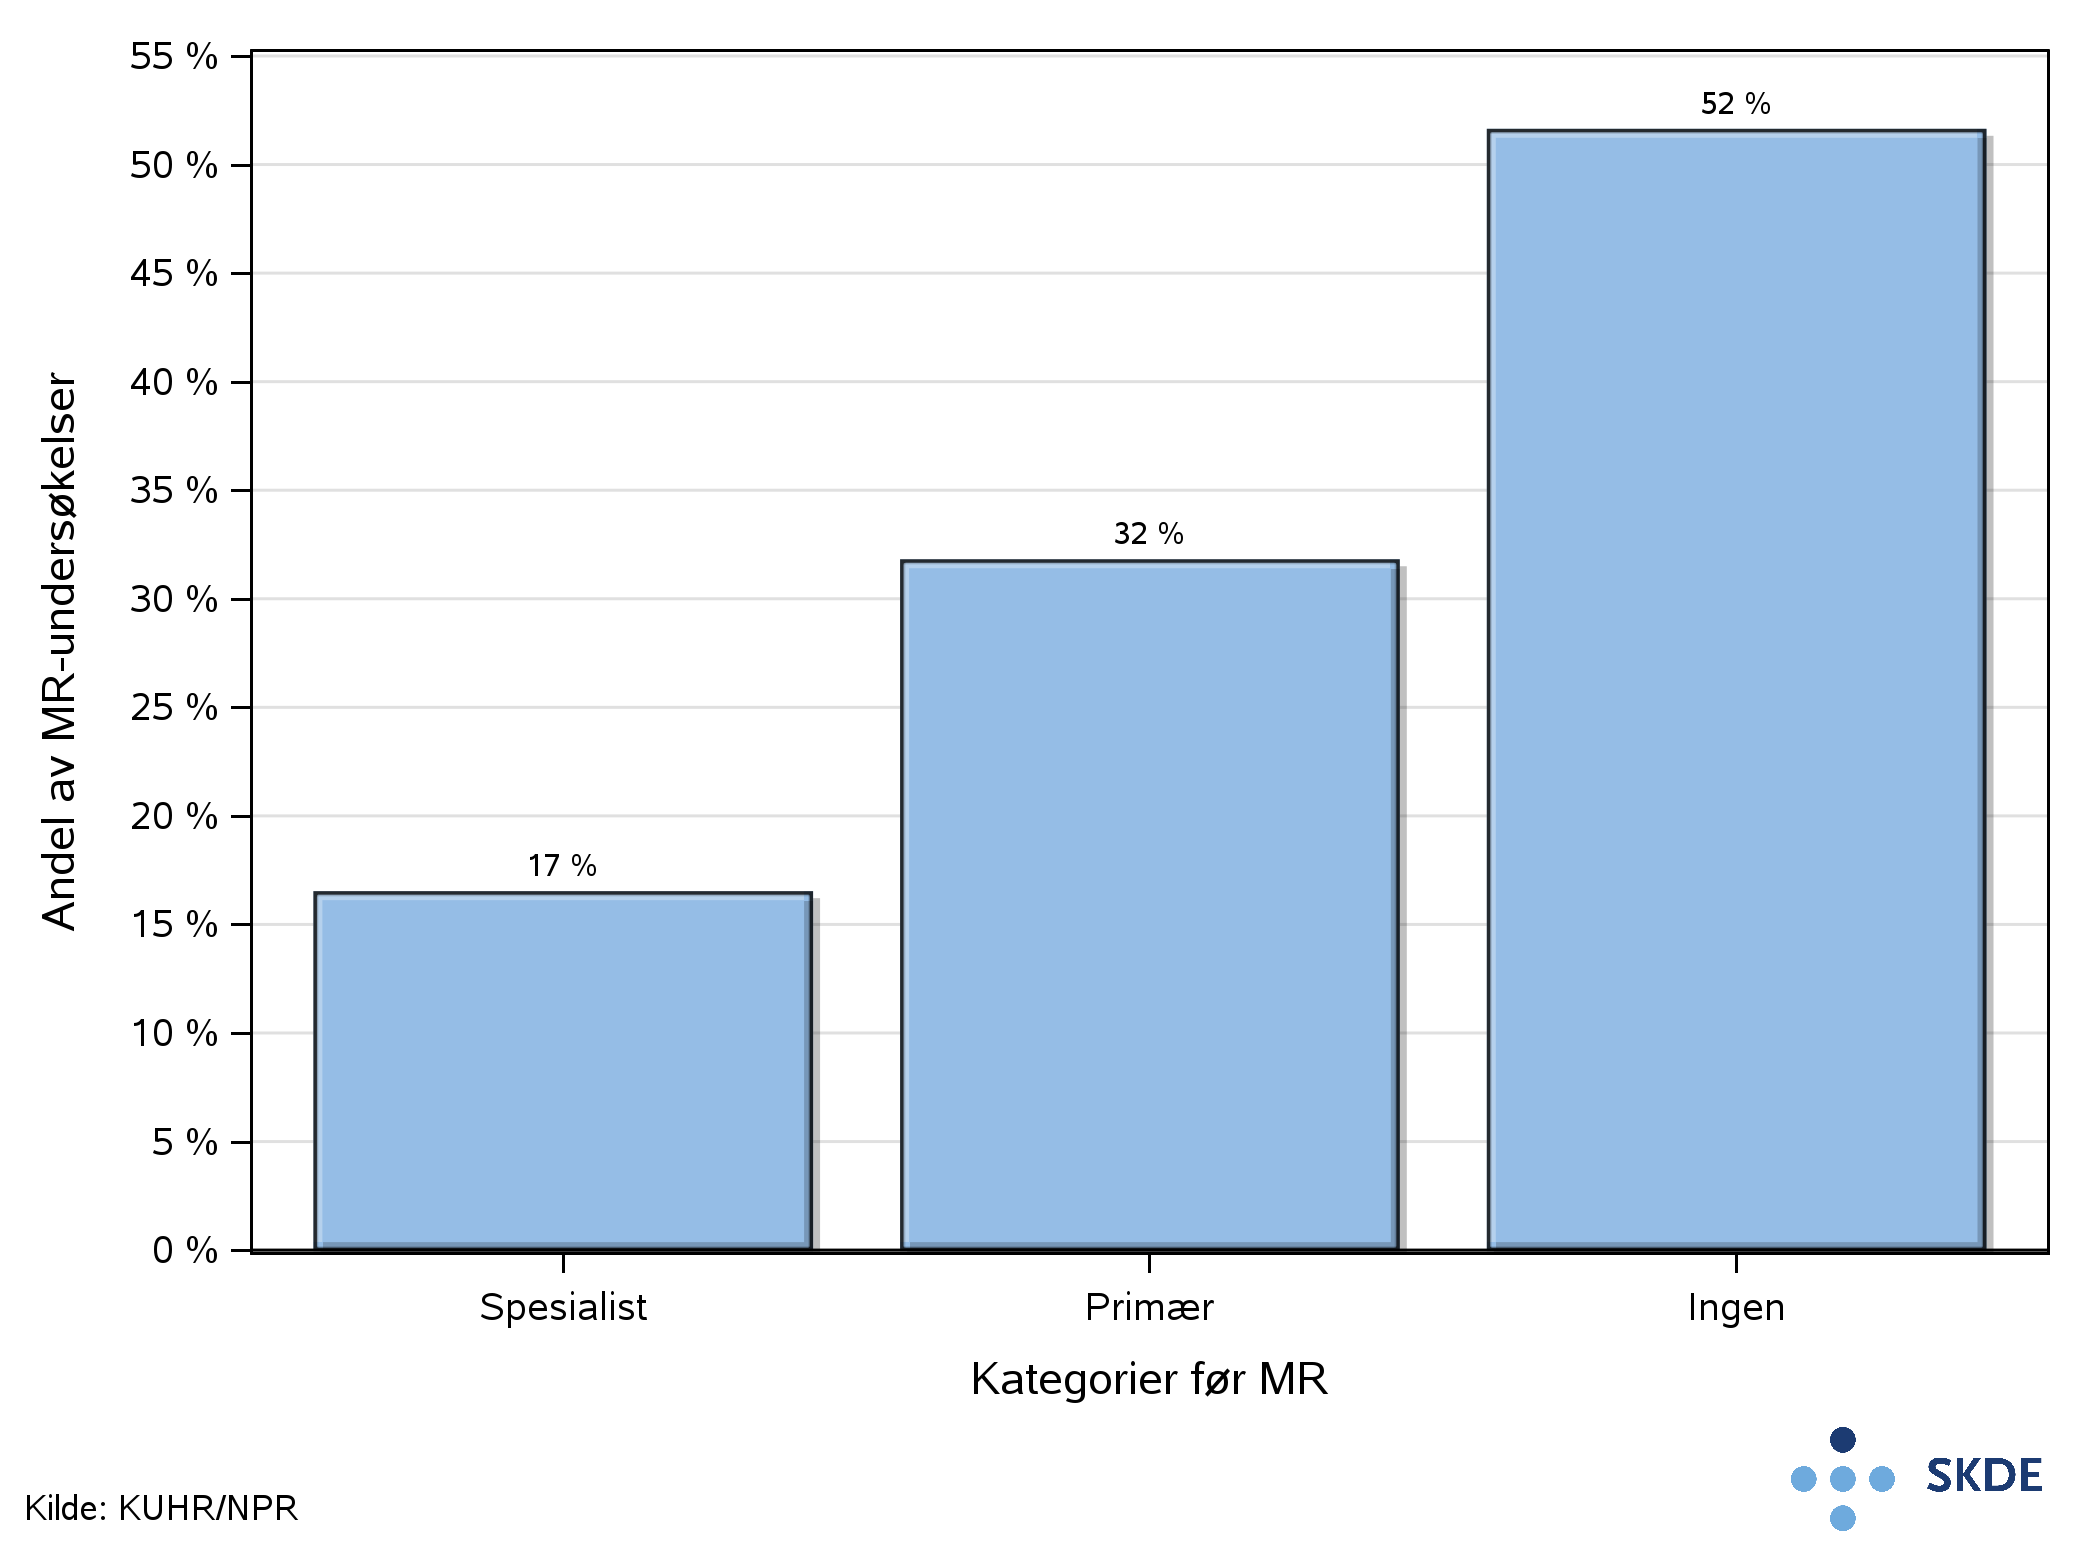 55 %
50 %
45 %
40 %
35 %
30 %
25 %
20 %
15 %
10 %
5 %
0 %
Andel av MR-undersøkelser
17 %
32 %
52 %
Spesialist
Primær
Ingen
Kategorier før MR
Kilde: KUHR/NPR
SKDE